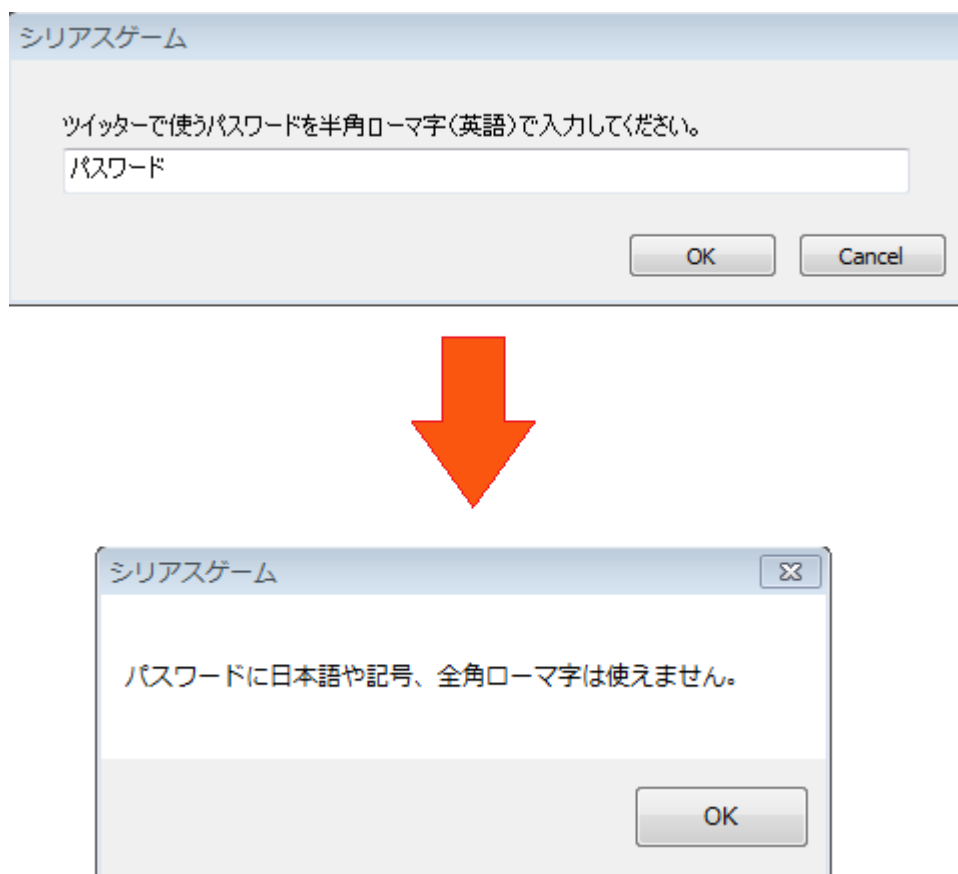 シリアスゲーム
ツイッターで使うパスワードを半角ローマ字(英語)で入力してください。
パスワード
OK
Cancel
シリアスゲーム
パスワードに日本語や記号、全角ローマ字は使えません。
OK